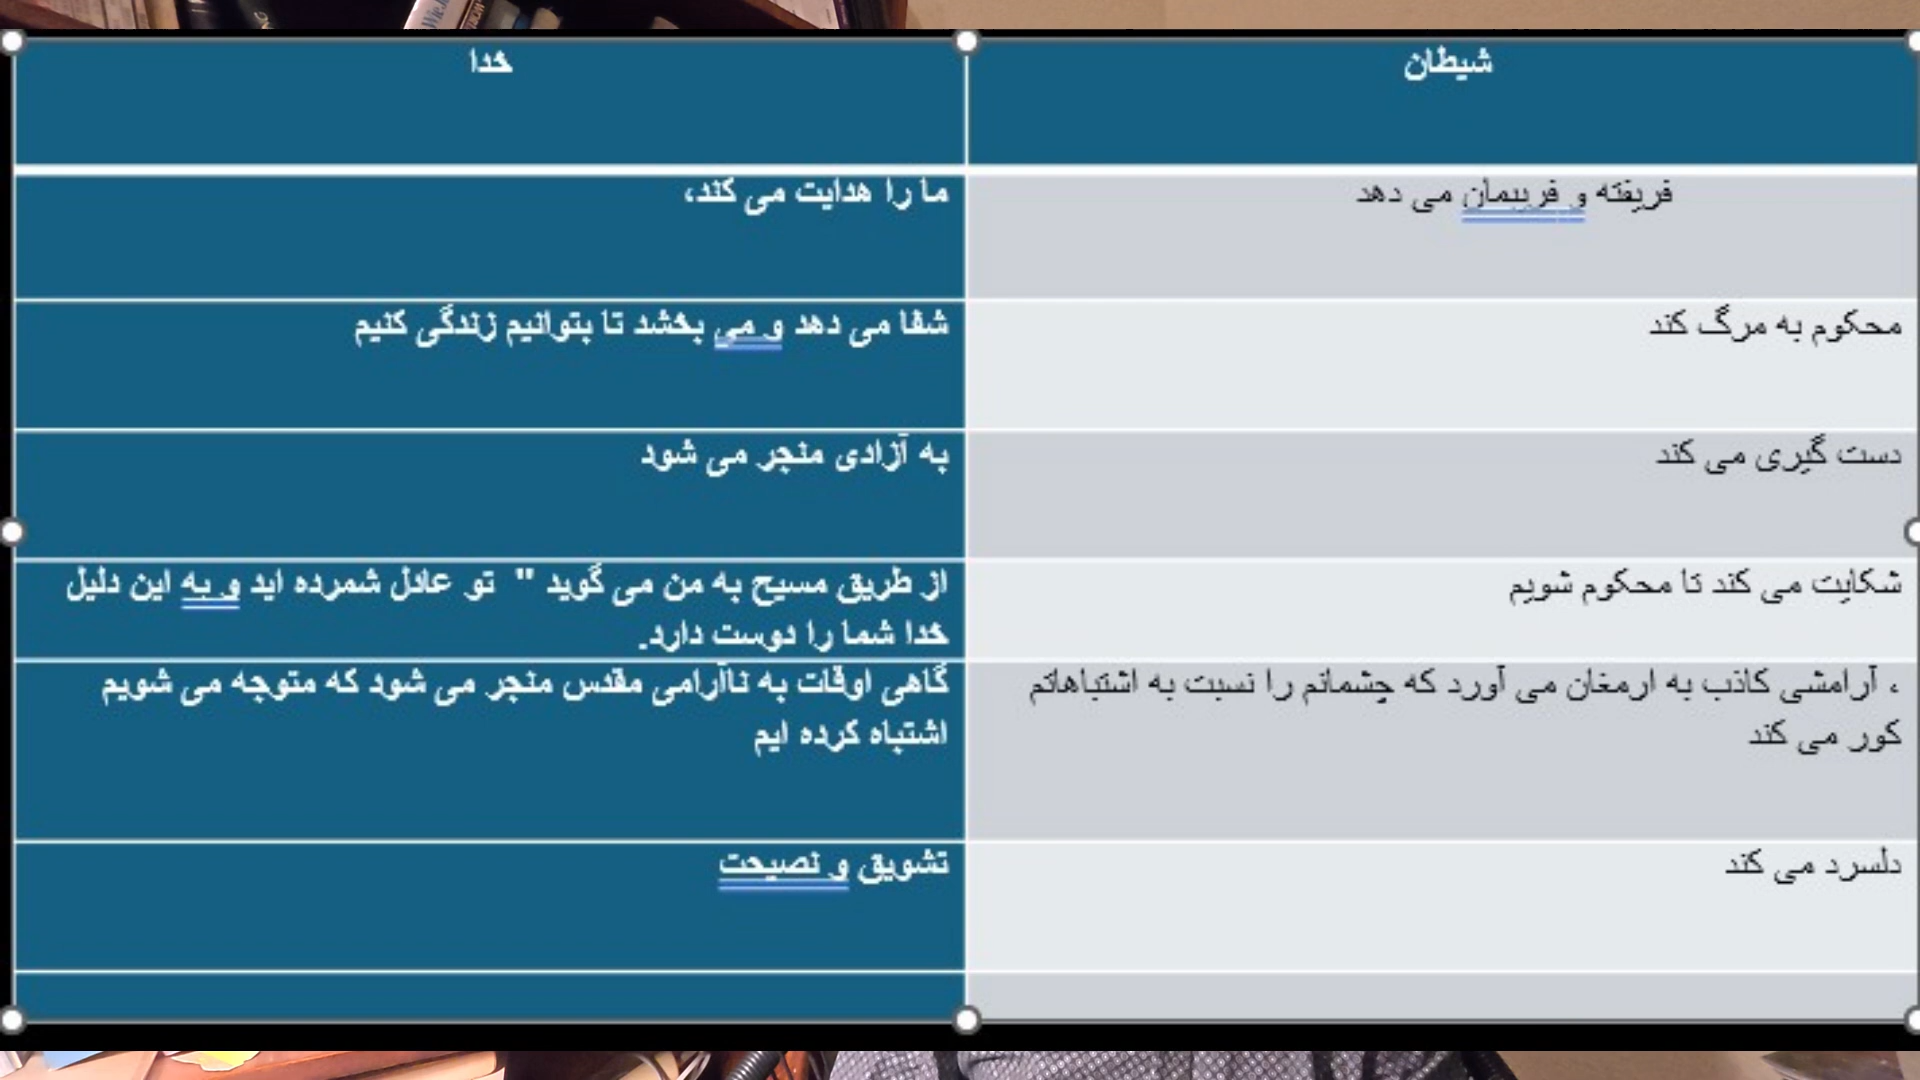 شیطان
خدا
فریفته و فریبمان می دهد
ما را هدایت می کند،
محکوم به مرگ کند
شفا می دهد و می بخشد تا بتوانیم زندگی کنیم
دست گیری می کند
به آزادی منجر می شود
شکایت می کند تا محکوم شویم
از طریق مسیح به من می گوید " تو عادل شمرده اید و به این دلیل
خدا شما را دوست دارد.
، آرامشی کاذب به ارمغان می آورد که چشمانم را نسبت به اشتباهاتم
کور می کند
گاهی اوقات به ناآرامی مقدس منجر می شود که متوجه می شویم
اشتباه کرده ایم
دلسرد می کند
تشویق و نصیحت